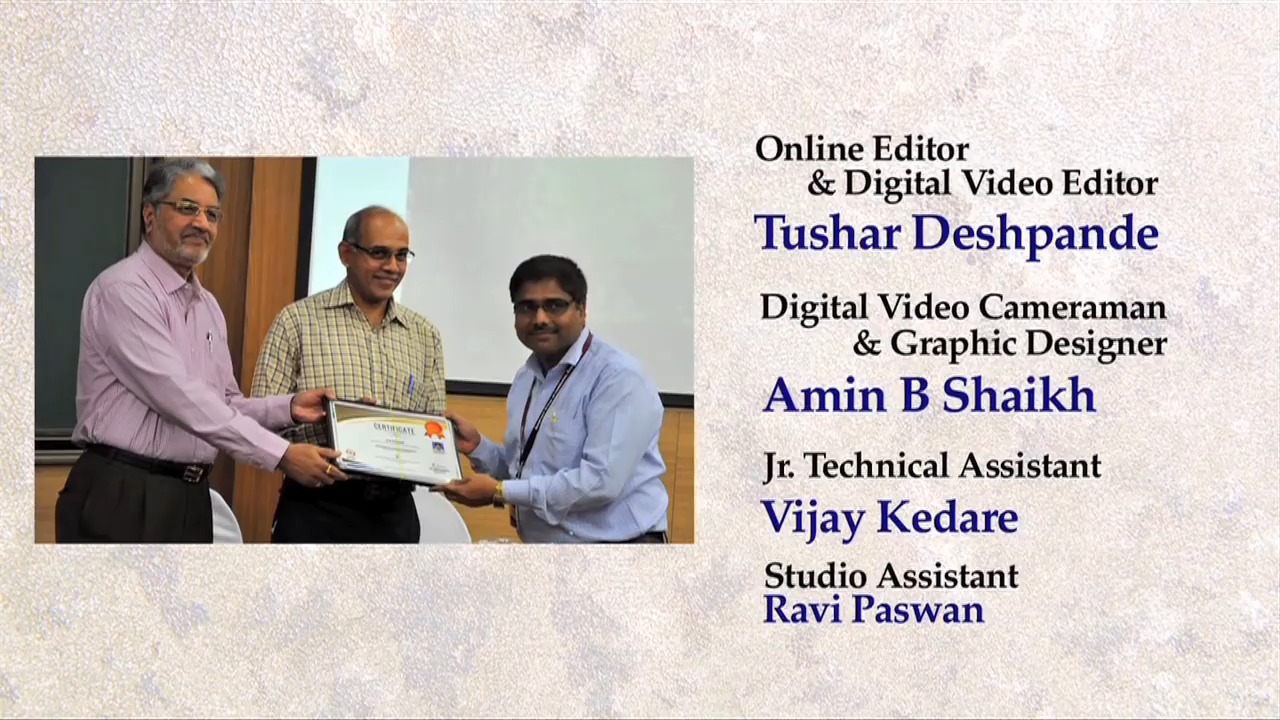 CERTIFICATE
Online Editor
& Digital Video Editor
Tushar Deshpande
Digital Video Cameraman
& Graphic Designer
Amin B Shaikh
Jr. Technical Assistant
Vijay Kedare
Studio Assistant
Ravi Paswan